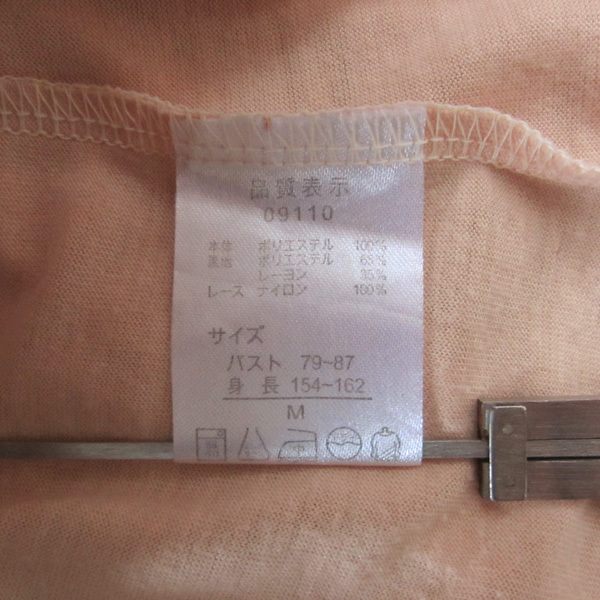 品質表示
09110
本体 ポリエステル 100%
裏地 ポリエステル 65%
レーヨン 35%
レース ナイロン 100%
サイズ
バスト 79~87
身長 154~162
M